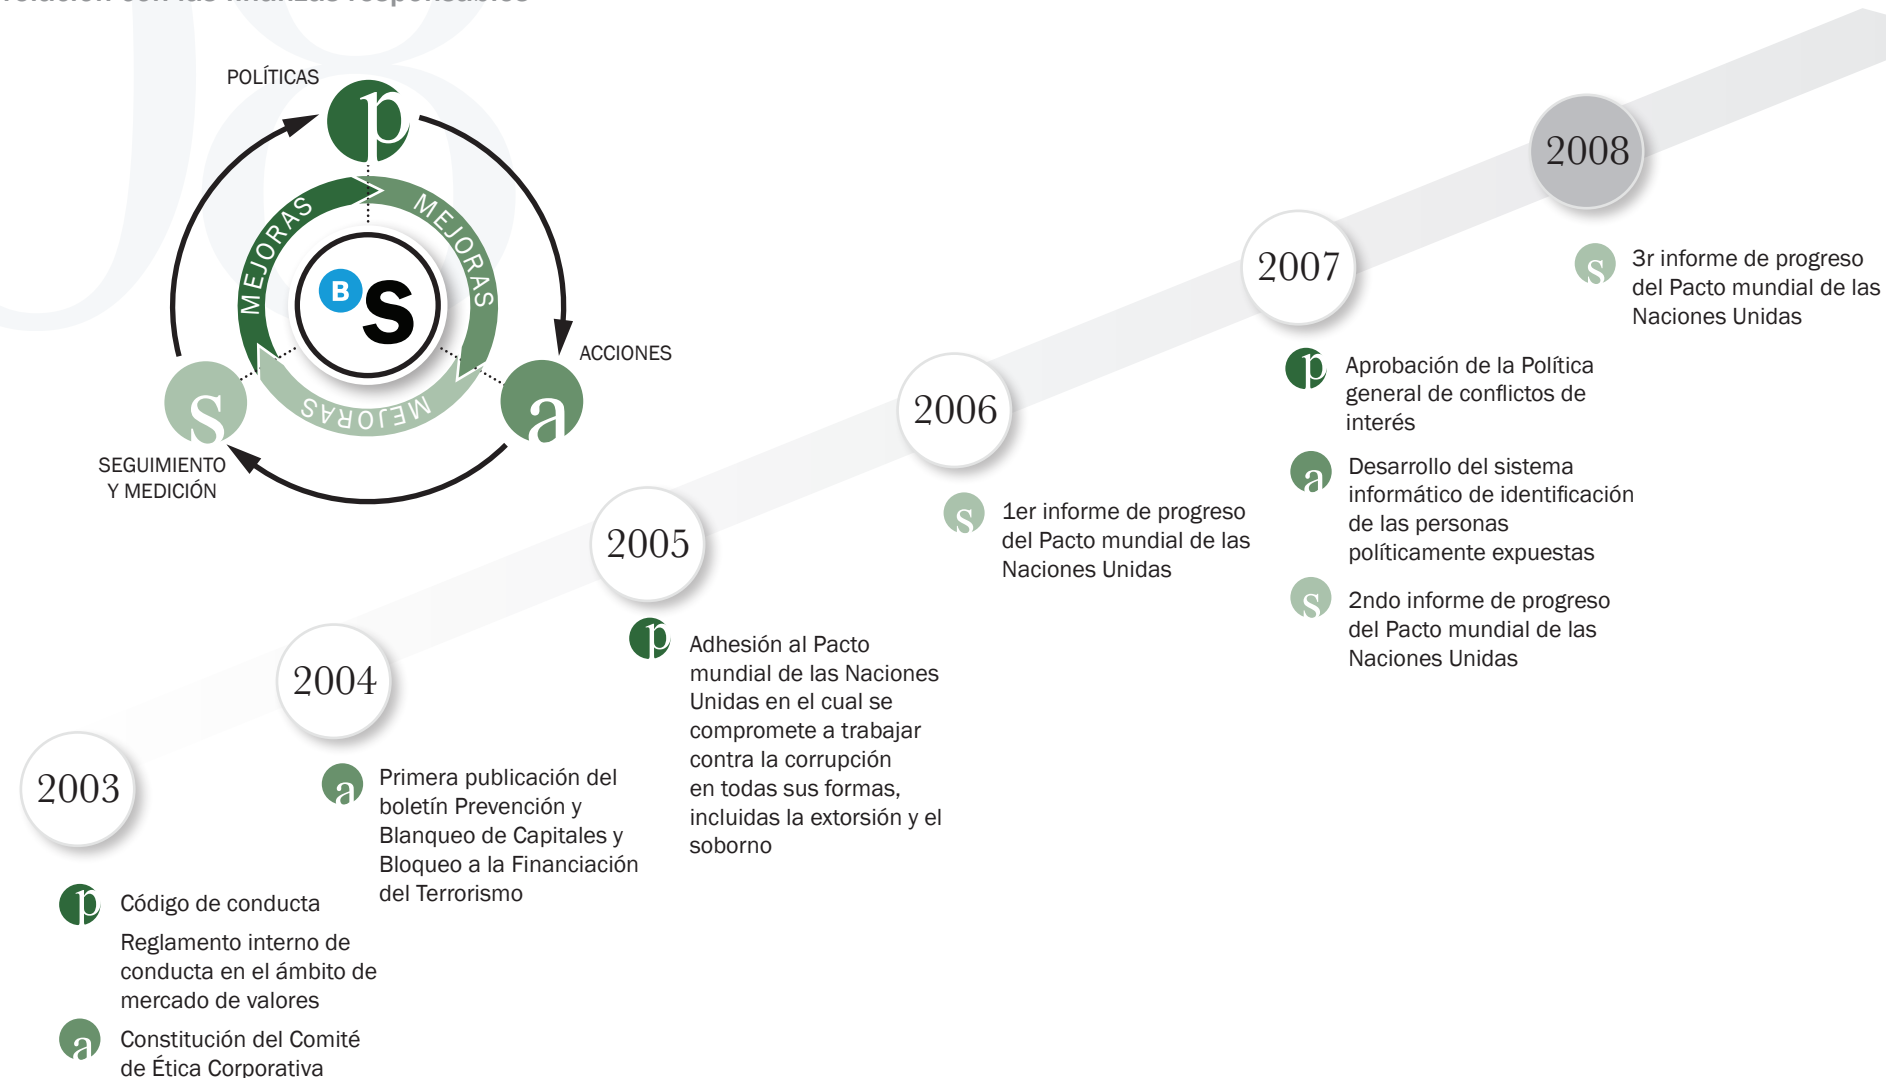 POLÍTICAS
p
MEJORAS
MEJORAS
MEJORAS
B S
ACCIONES
a
s
SEGUIMIENTO
Y MEDICIÓN
2003
p Código de conducta
Reglamento interno de
conducta en el ámbito de
mercado de valores
a Constitución del Comité
de Ética Corporativa
2004
a Primera publicación del
boletín Prevención y
Blanqueo de Capitales y
Bloqueo a la Financiación
del Terrorismo
2005
p Adhesión al Pacto
mundial de las Naciones
Unidas en el cual se
compromete a trabajar
contra la corrupción
en todas sus formas,
incluidas la extorsión y el
soborno
2006
s 1er informe de progreso
del Pacto mundial de las
Naciones Unidas
2007
p Aprobación de la Política
general de conflictos de
interés
a Desarrollo del sistema
informático de identificación
de las personas
políticamente expuestas
s 2ndo informe de progreso
del Pacto mundial de las
Naciones Unidas
2008
s 3r informe de progreso
del Pacto mundial de las
Naciones Unidas